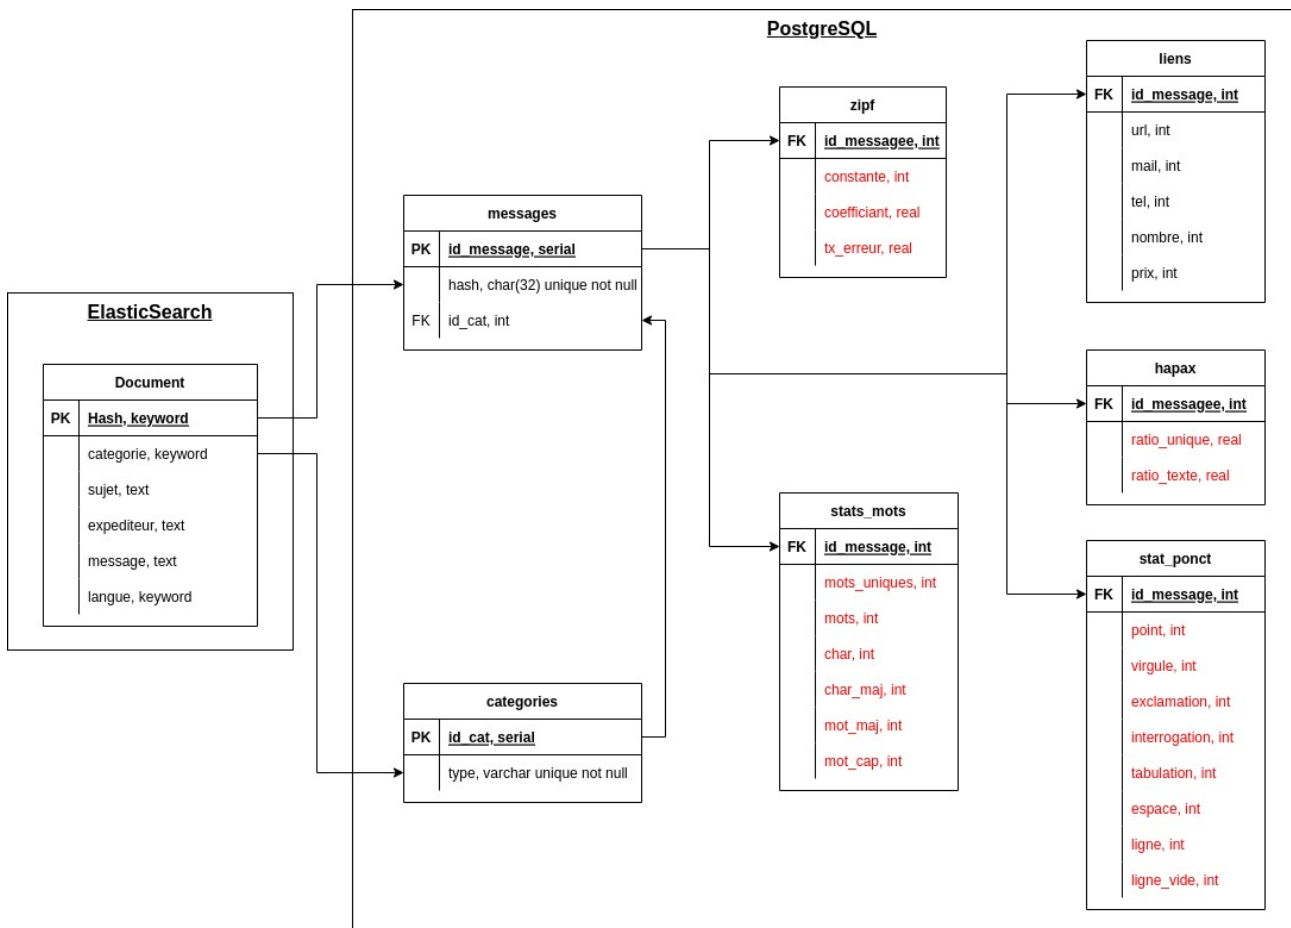 PostgreSQL
ElasticSearch
Document
PK Hash, keyword
categorie, keyword
sujet, text
expediteur, text
message, text
langue, keyword
messages
PK id_message, serial
hash, char(32) unique not null
FK id_cat, int
categories
PK id_cat, serial
type, varchar unique not null
zipf
FK id_messagee, int
constante, int
coefficiant, real
tx_erreur, real
stats_mots
FK id_message, int
mots_uniques, int
mots, int
char, int
char_maj, int
mot_maj, int
mot_cap, int
liens
FK id_message, int
url, int
mail, int
tel, int
nombre, int
prix, int
hapax
FK id_messagee, int
ratio_unique, real
ratio_texte, real
stat_ponct
FK id_message, int
point, int
virgule, int
exclamation, int
interrogation, int
tabulation, int
espace, int
ligne, int
ligne_vide, int